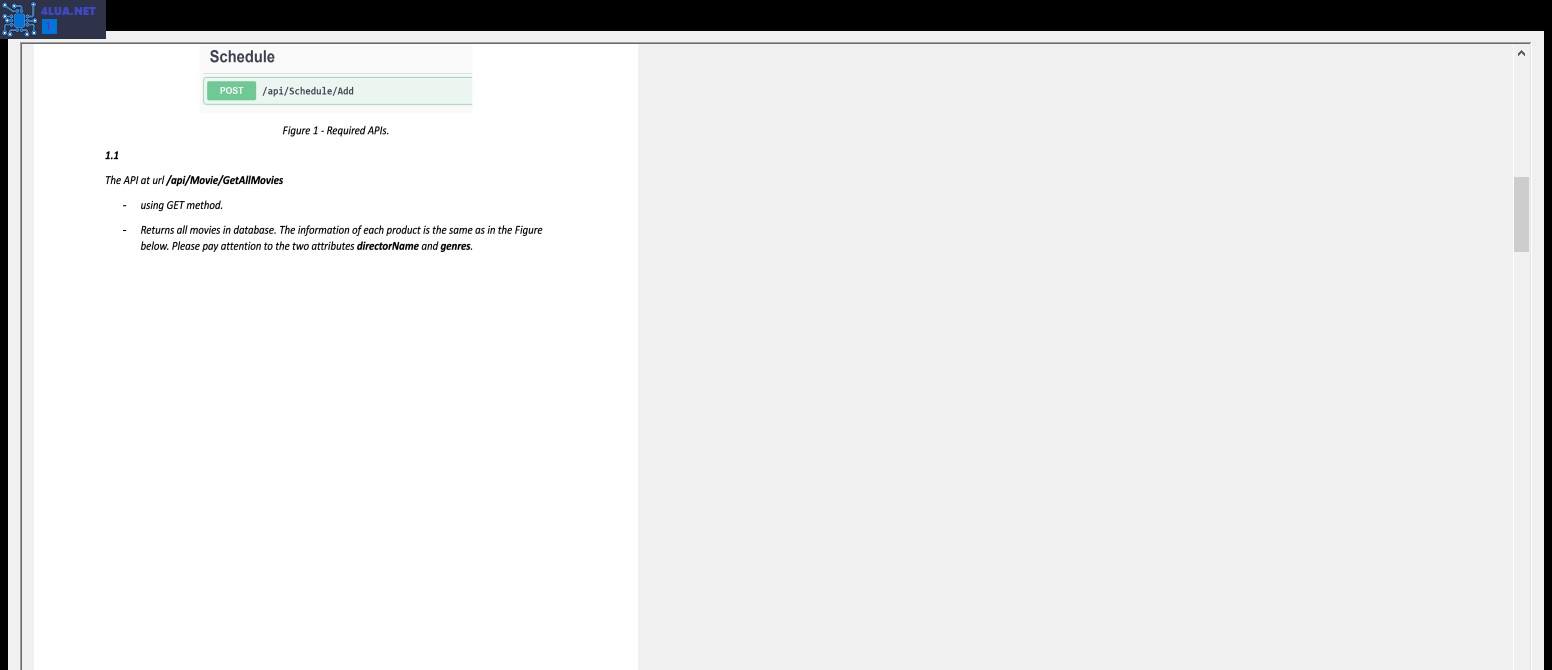 4LUA.NET
Schedule
POST /api/Schedule/Add
Figure 1 - Required APIs.
1.1
The API at url /api/Movie/GetAllMovies
- using GET method.
- Returns all movies in database. The information of each product is the same as in the Figure
below. Please pay attention to the two attributes directorName and genres.